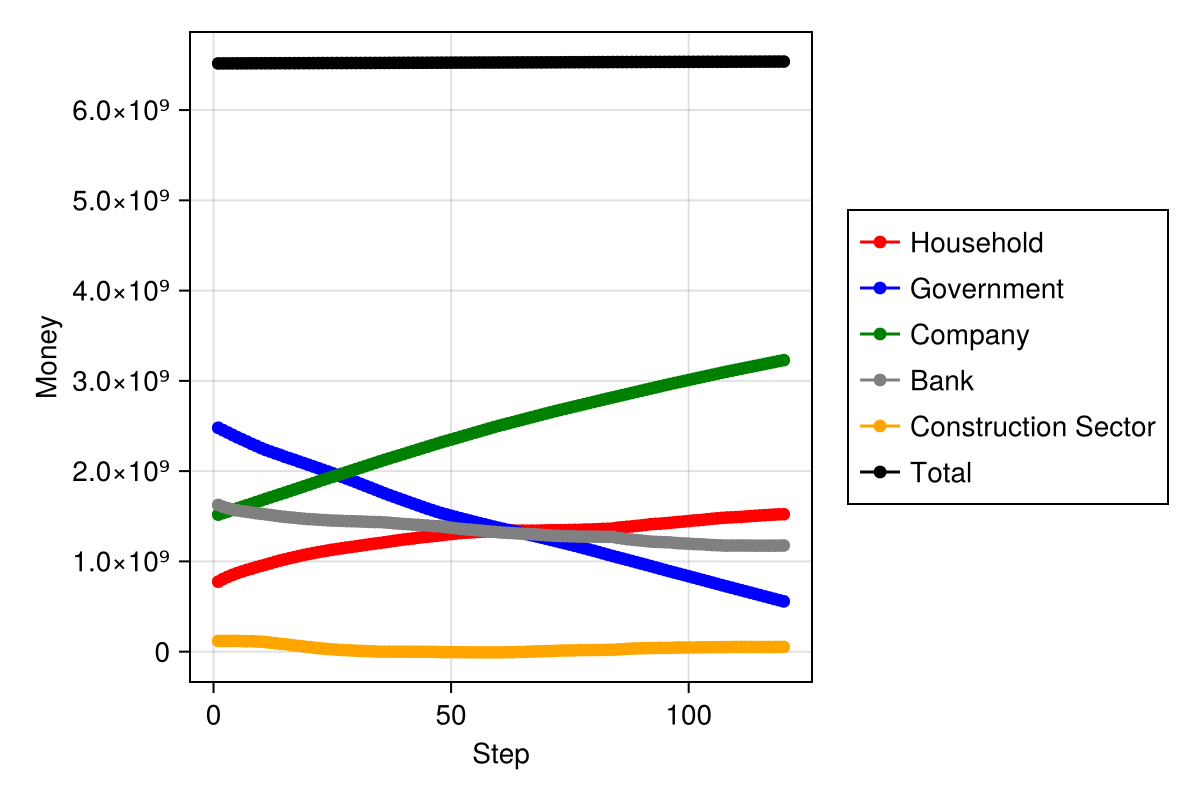 6.0×10⁹
5.0×10⁹
4.0×10⁹
3.0×10⁹
2.0×10⁹
1.0×10⁹
0
Money
0 50 100
Step
Household
Government
Company
Bank
Construction Sector
Total